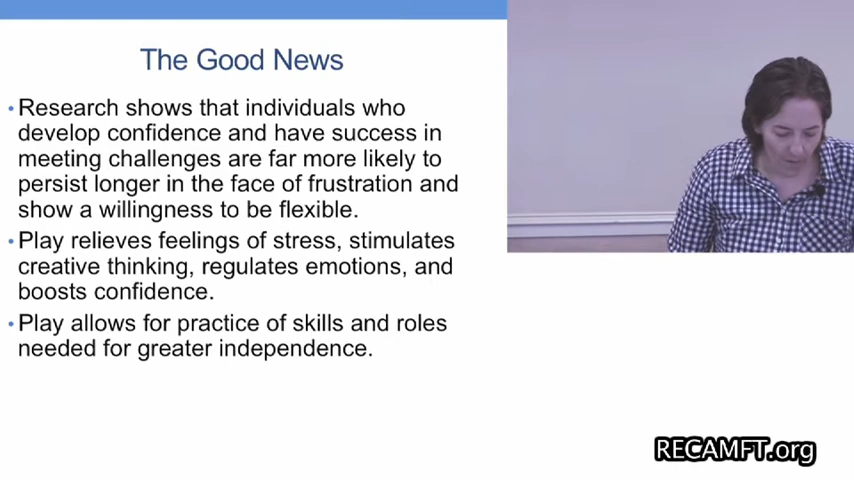 The Good News
•Research shows that individuals who
develop confidence and have success in
meeting challenges are far more likely to
persist longer in the face of frustration and
show a willingness to be flexible.
•Play relieves feelings of stress, stimulates
creative thinking, regulates emotions, and
boosts confidence.
•Play allows for practice of skills and roles
needed for greater independence.
RECAMFT.org